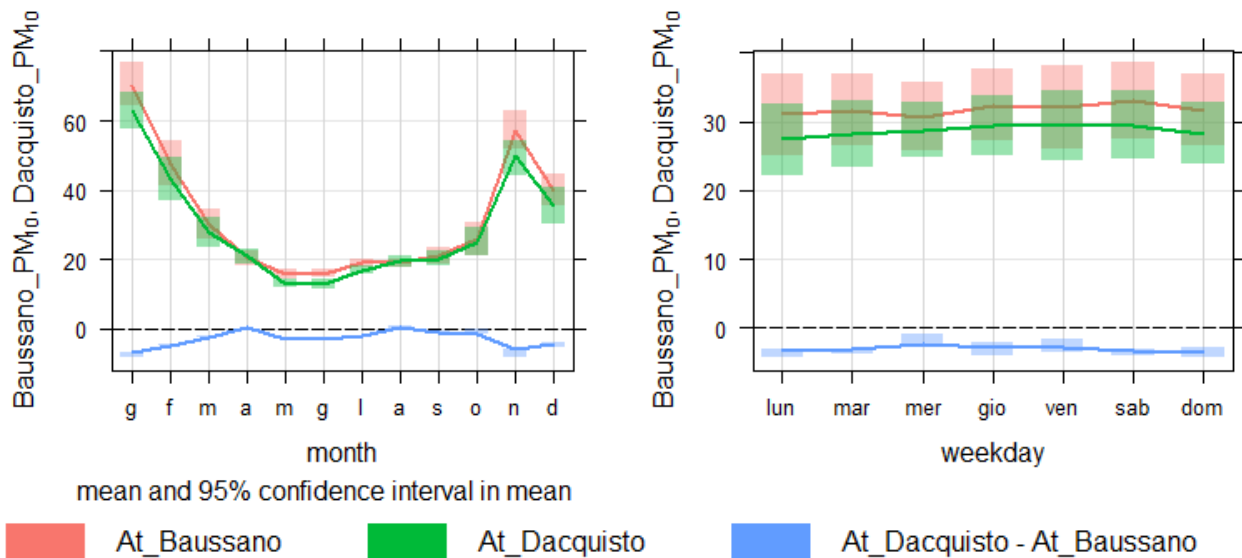 Baussano_PM₁₀, Dacquisto_PM₁₀
60
40
20
0
g f m a m g l a s o n d
month
mean and 95% confidence interval in mean
Baussano_PM₁₀, Dacquisto_PM₁₀
30
20
10
0
lun mar mer gio ven sab dom
weekday
At_Baussano At_Dacquisto At_Dacquisto - At_Baussano